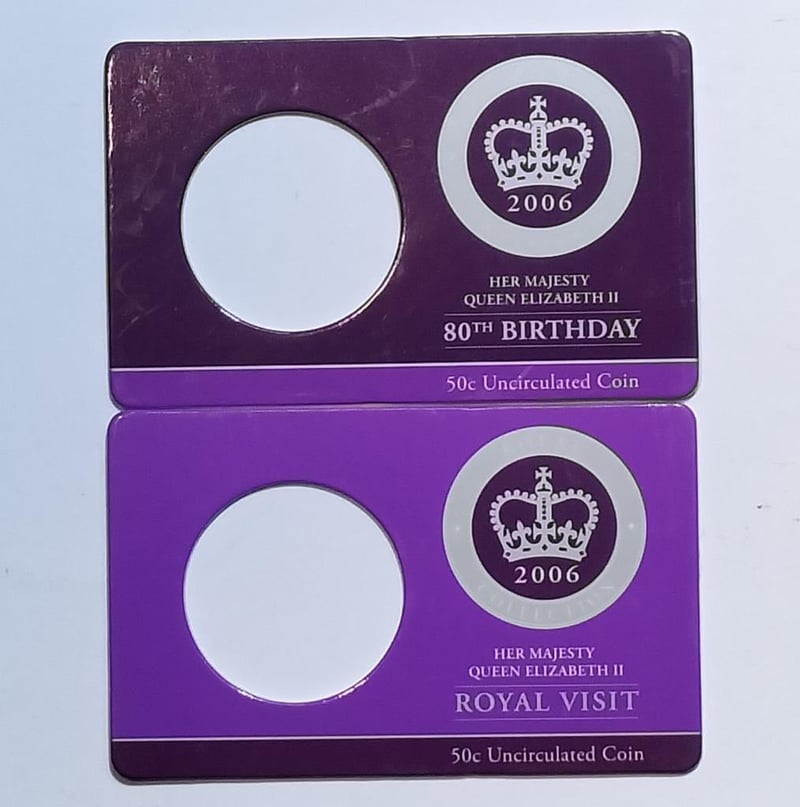 2006
HER MAJESTY
QUEEN ELIZABETH II
80TH BIRTHDAY
50c Uncirculated Coin
2006
COLLECTION
HER MAJESTY
QUEEN ELIZABETH II
ROYAL VISIT
50c Uncirculated Coin